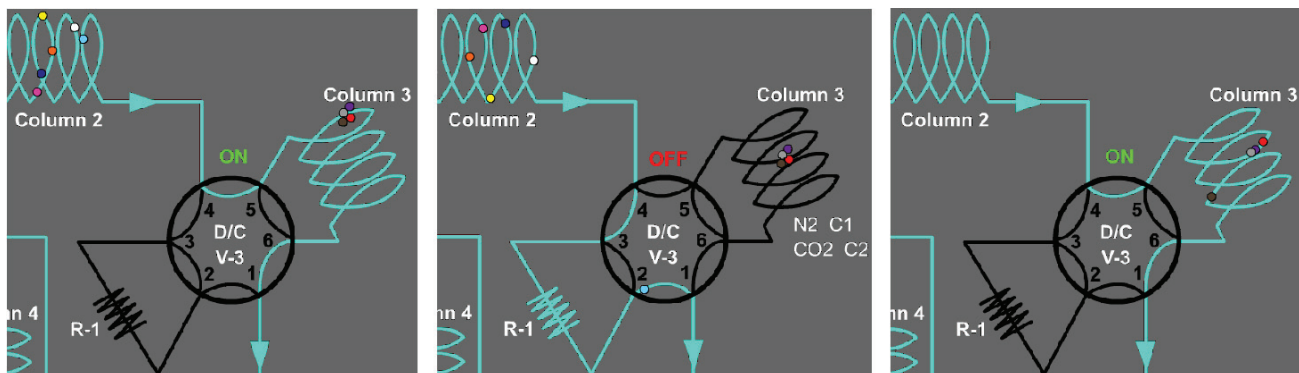 Column 3
Column 2
ON
4 5
3 D/C 6
V-3
2 1
R-1
nn 4
Column 3
Column 2
OFF
4 5
3 D/C 6
V-3
2 1
N2 C1
CO2 C2
R-1
mn 4
Column 3
Column 2
ON
4 5
3 D/C 6
V-3
2 1
R-1
nn 4